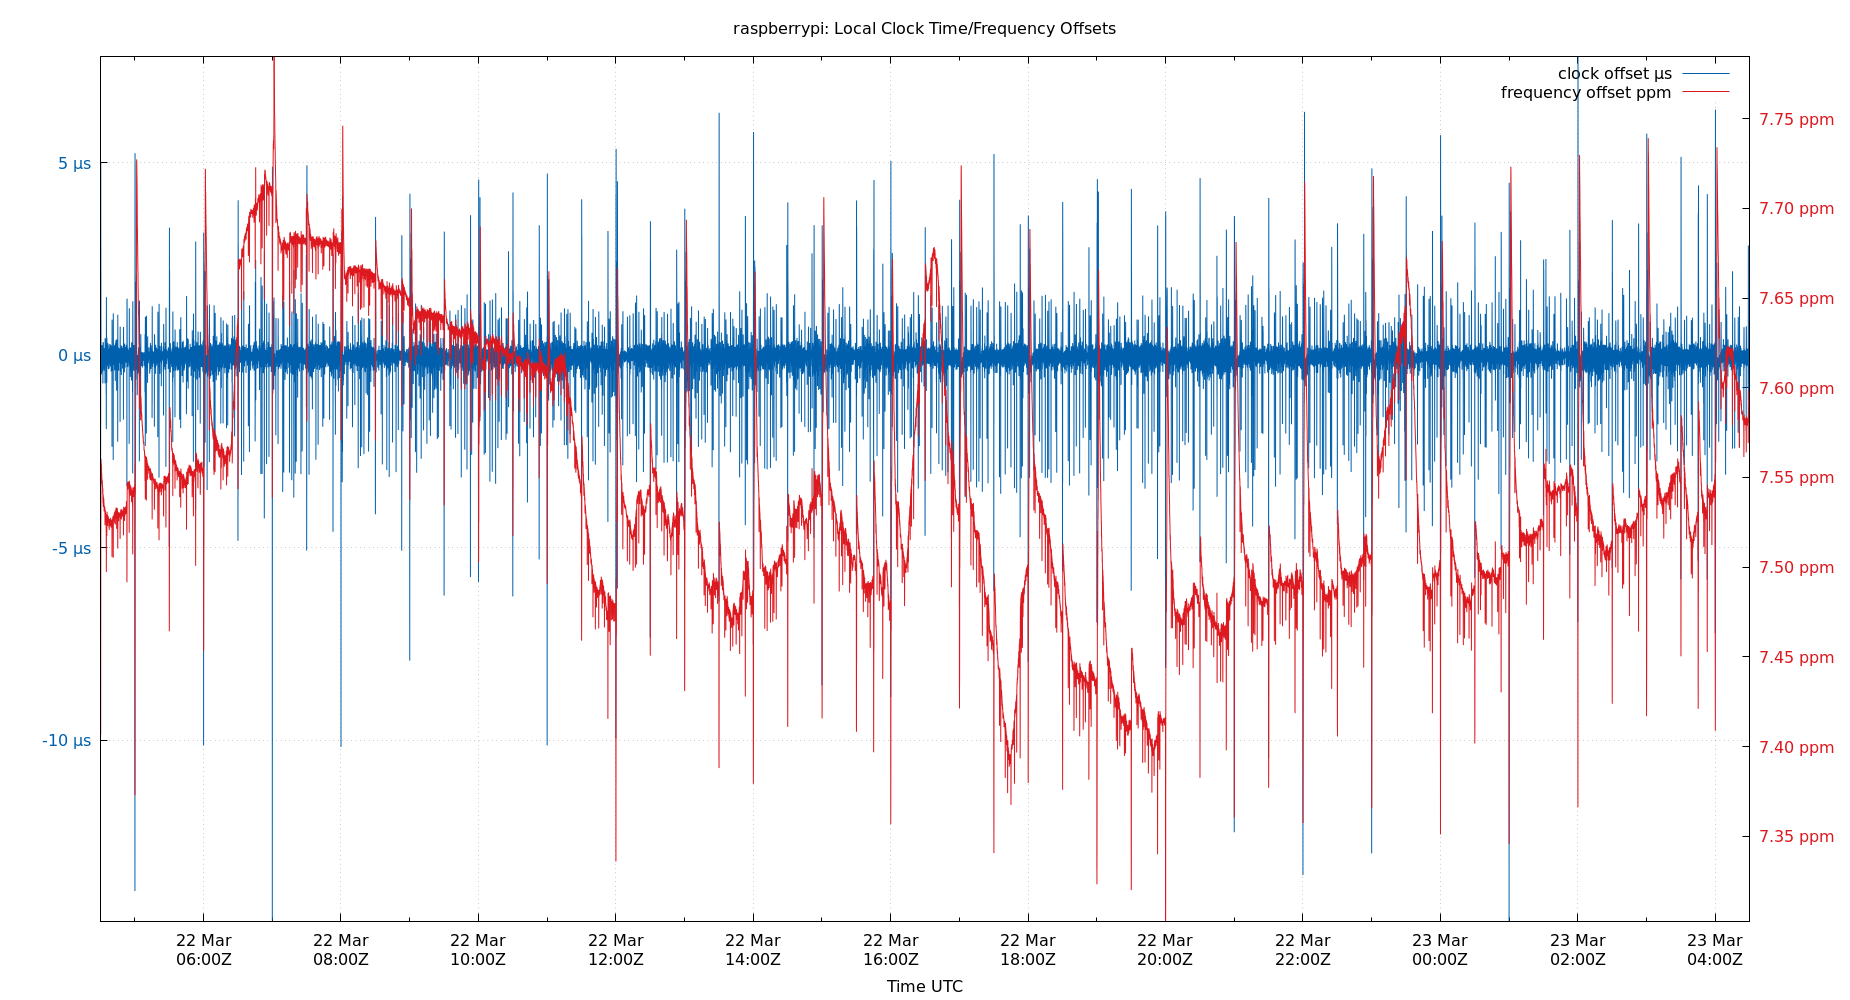 raspberrypi: Local Clock Time/Frequency Offsets
clock offset µs
frequency offset ppm
5 µs
0 µs
-5 µs
-10 µs
7.75 ppm
7.70 ppm
7.65 ppm
7.60 ppm
7.55 ppm
7.50 ppm
7.45 ppm
7.40 ppm
7.35 ppm
22 Mar 22 Mar 22 Mar 22 Mar 22 Mar 22 Mar 22 Mar 22 Mar 22 Mar 23 Mar 23 Mar 23 Mar
06:00Z 08:00Z 10:00Z 12:00Z 14:00Z 16:00Z 18:00Z 20:00Z 22:00Z 00:00Z 02:00Z 04:00Z
Time UTC